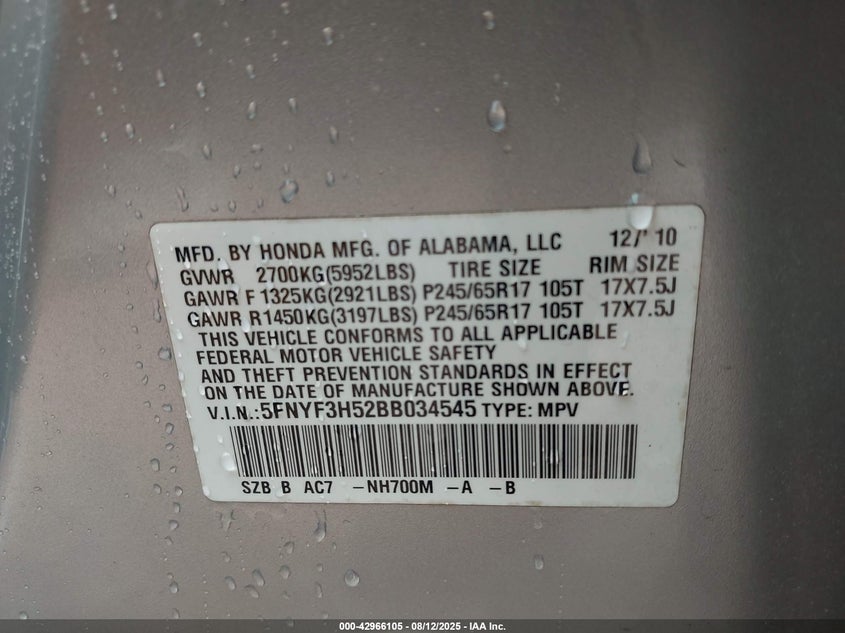 MFD. BY HONDA MFG. OF ALABAMA, LLC 12/'10
GVWR 2700KG(5952LBS) TIRE SIZE RIM SIZE
GAWR F 1325KG(2921LBS) P245/65R17 105T 17X7.5J
GAWR R1450KG(3197LBS) P245/65R17 105T 17X7.5J
THIS VEHICLE CONFORMS TO ALL APPLICABLE
FEDERAL MOTOR VEHICLE SAFETY
AND THEFT PREVENTION STANDARDS IN EFFECT
ON THE DATE OF MANUFACTURE SHOWN ABOVE.
V.I.N.:5FNYF3H52BB034545 TYPE: MPV
SZB B AC7 -NH700M -A -B
000-42966105 - 08/12/2025 - IAA Inc.